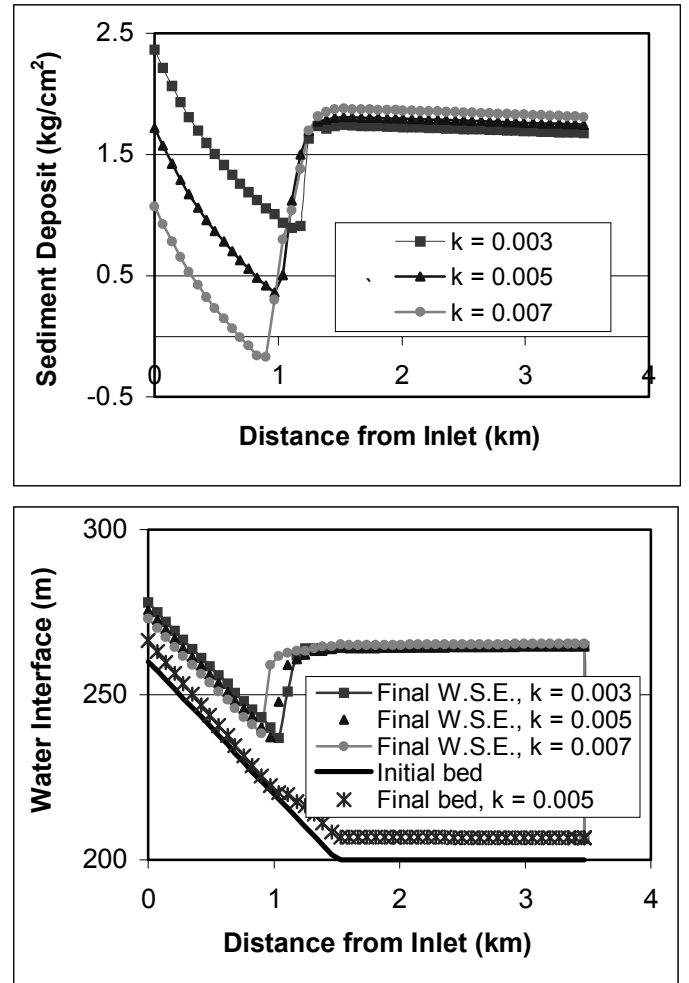 2.5
1.5
0.5
-0.5
Sediment Deposit (kg/cm²)
k = 0.003
k = 0.005
k = 0.007
0 1 2 3 4
Distance from Inlet (km)
300
250
200
Water Interface (m)
Final W.S.E., k = 0.003
Final W.S.E., k = 0.005
Final W.S.E., k = 0.007
Initial bed
Final bed, k = 0.005
0 1 2 3 4
Distance from Inlet (km)